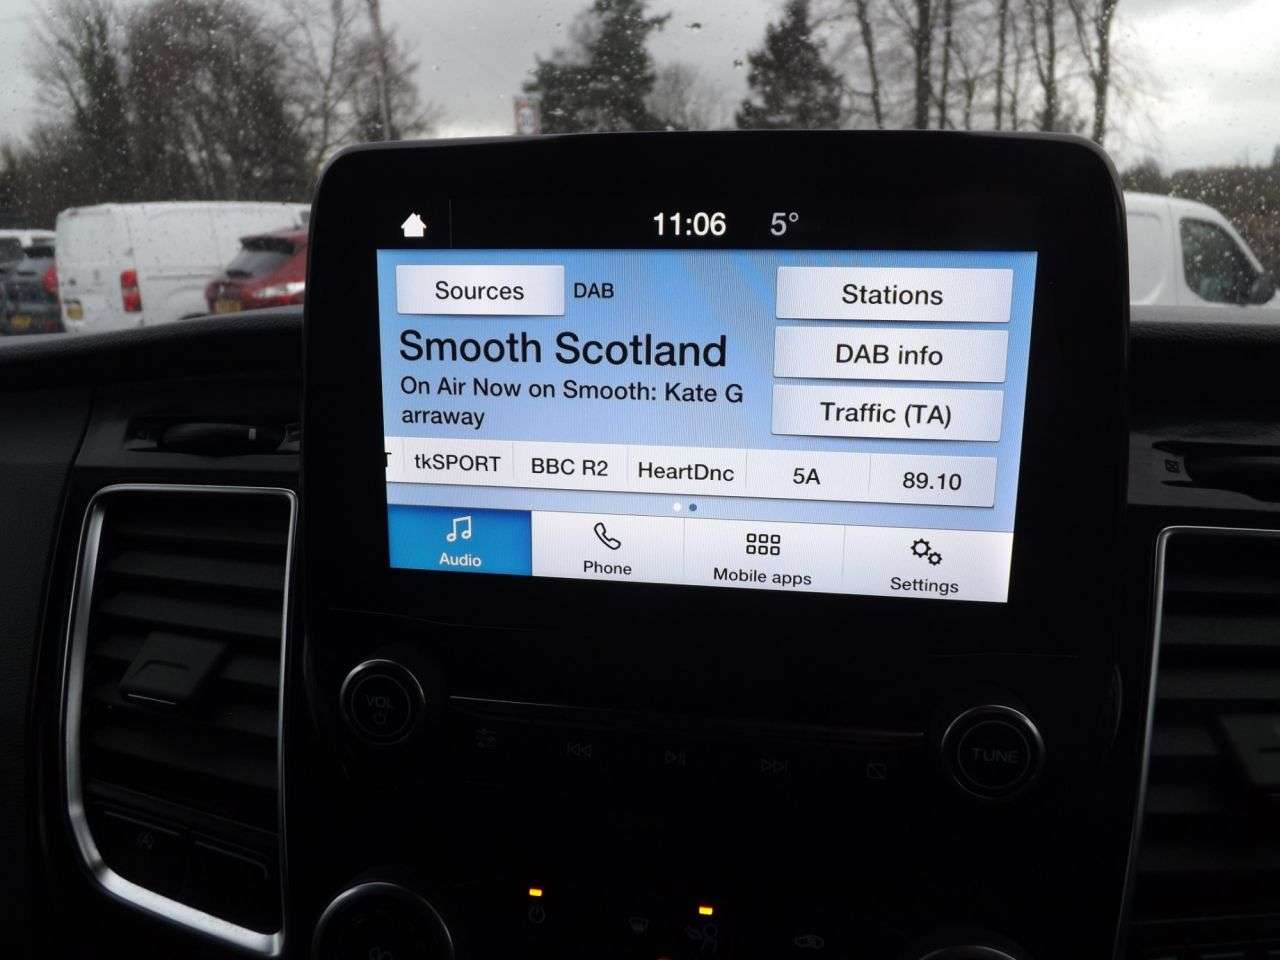 11:06 5°
Sources DAB Stations
Smooth Scotland
DAB info
On Air Now on Smooth: Kate G
arraway
Traffic (TA)
T tkSPORT BBC R2 HeartDnc 5A 89.10
Audio Phone Mobile apps Settings
VOL
TUNE